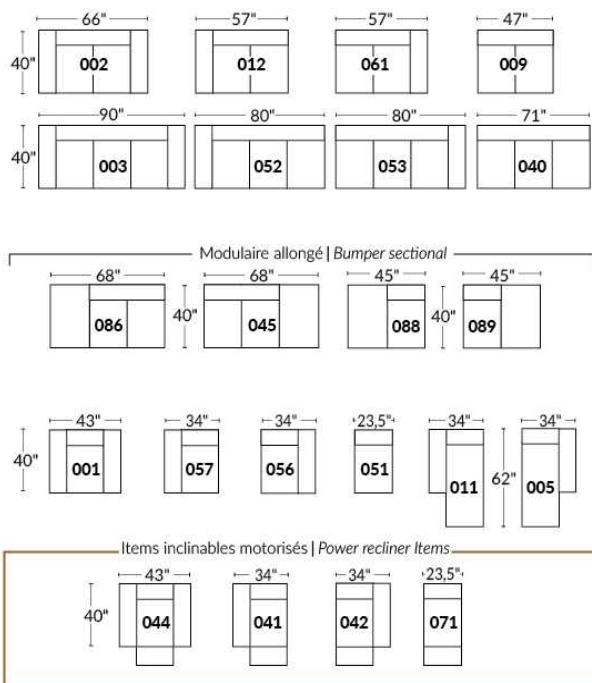 66" 57" 57" 47"
40" 002 012 061 009
90" 80" 80" 71"
40" 003 052 053 040
Modulaire allongé | Bumper sectional
68" 68" 45" 45"
086 40" 045 088 40" 089
43" 34" 34" 23,5" 34" 34"
40" 001 057 056 051 011 62" 005
Items inclinables motorisés | Power recliner Items
43" 34" 34" 23,5"
40" 044 041 042 071